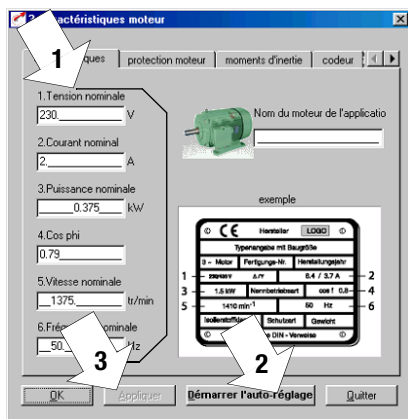 2. Caractéristiques moteur
1
protection moteur
moments d'inertie
codeur
1.Tension nominale
230. V
Nom du moteur de l'applicatio
2.Courant nominal
2. A
3.Puissance nominale
0.375 kW
exemple
4.Cos phi
0.79
5.Vitesse nominale
1375. tr/min
50. Hz
CE Hersteller LOGO
Typenangabe mit Baugröße
3 ~ Motor Fertigungs-Nr. Herstellungsjahr
1 230/400 V Δ/Y 6.4 / 3.7 A 2
3 1.5 kW Nennbetriebsart cos f 0.8 4
5 1410 min-1 50 Hz 6
Isolierstoffklasse Schutzart Gewicht
DIN - Verweise
3
2
OK
Appliquer
Démarrer l'auto-réglage
Quitter